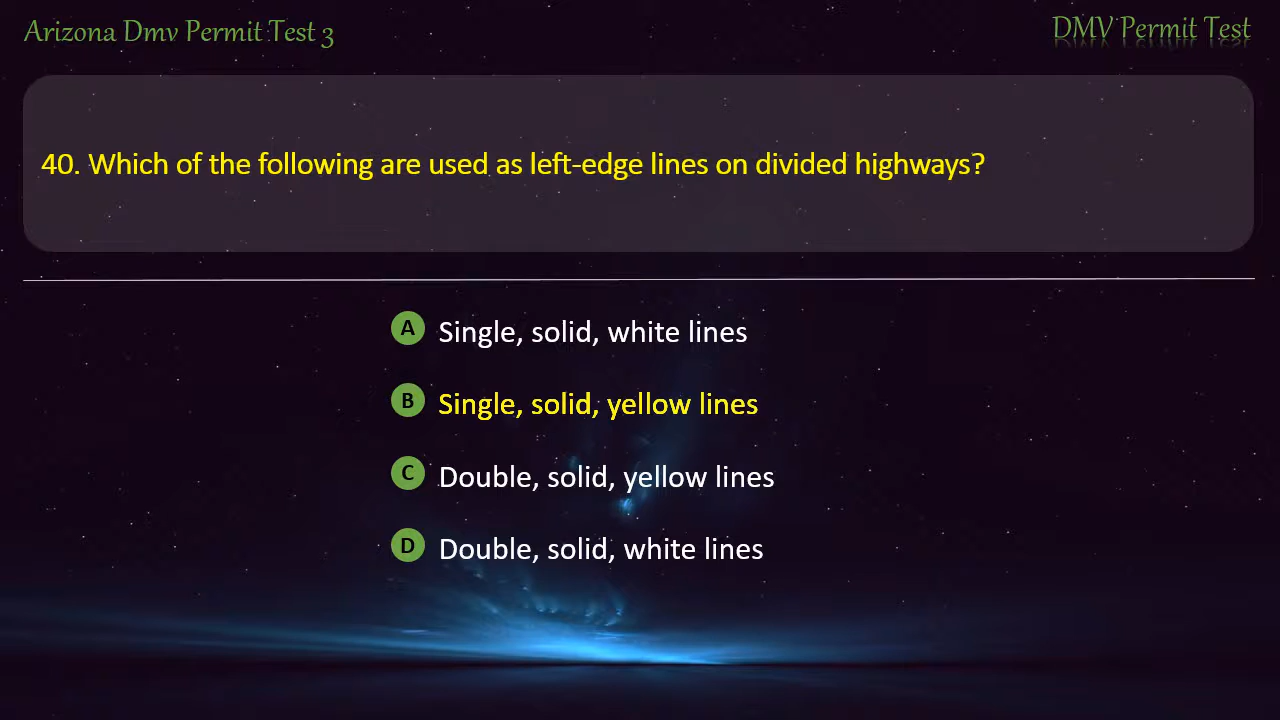 Arizona Dmv Permit Test 3
DMV Permit Test
40. Which of the following are used as left-edge lines on divided highways?
A Single, solid, white lines
B Single, solid, yellow lines
C Double, solid, yellow lines
D Double, solid, white lines